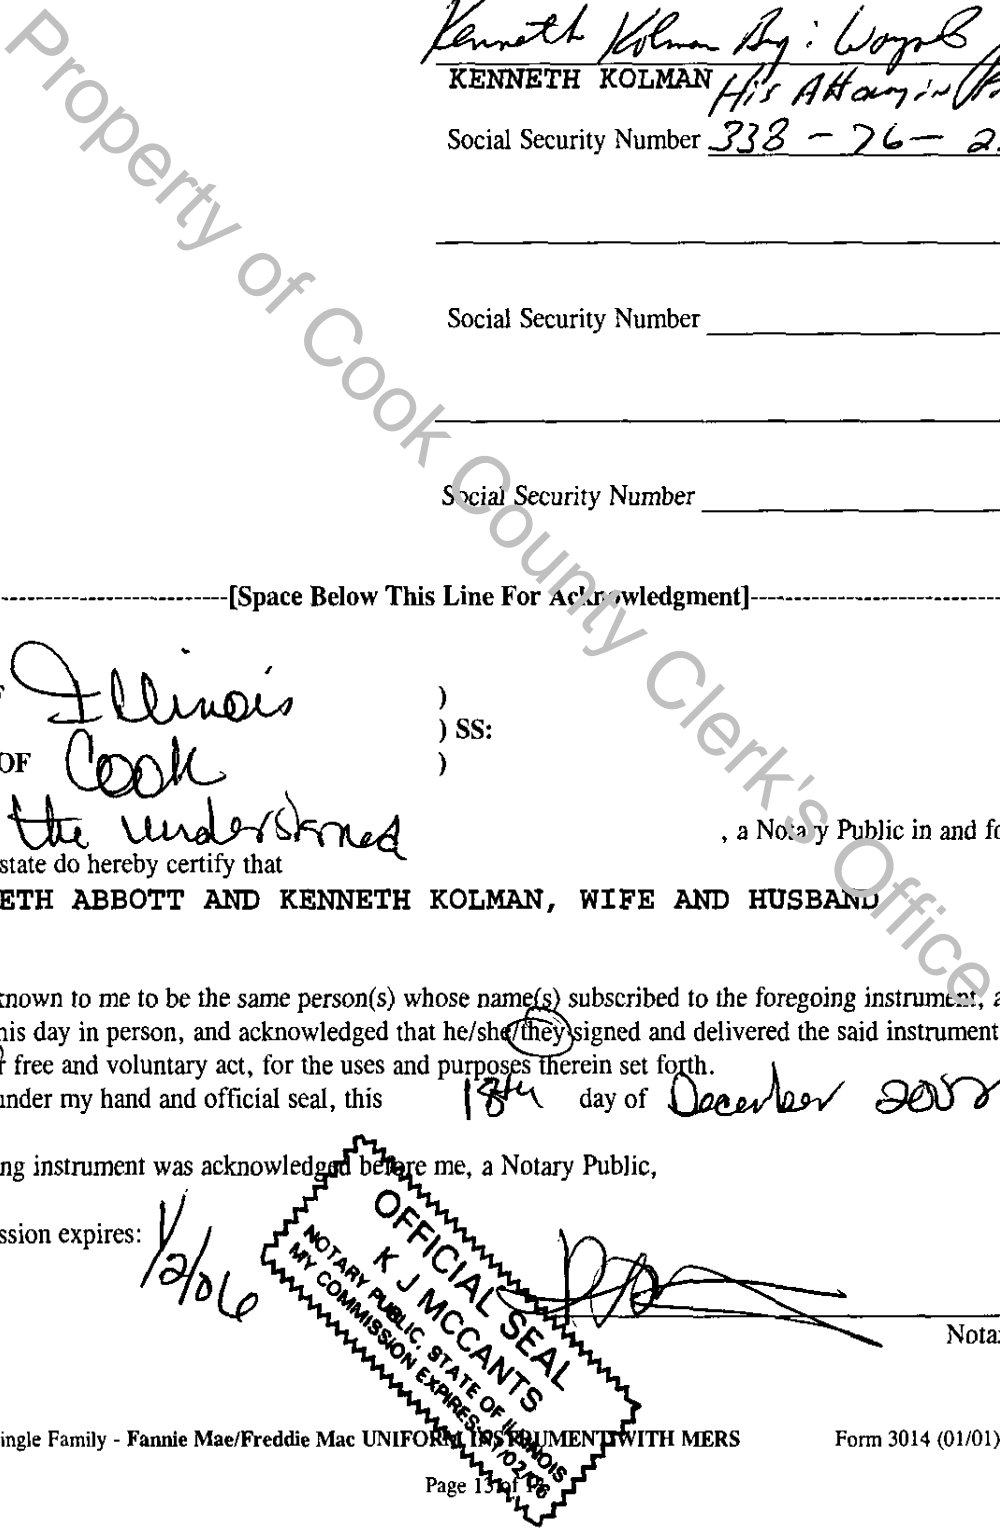 Kenneth Kolman By: Wayne
KENNETH KOLMAN
His Attorney in
Social Security Number 338 - 76 - 2
Social Security Number
Social Security Number
[Space Below This Line For Acknowledgment]
Illinois )
) SS:
OF Cook )
the undersigned , a Notary Public in and fo
state do hereby certify that
ETH ABBOTT AND KENNETH KOLMAN, WIFE AND HUSBAND
known to me to be the same person(s) whose name(s) subscribed to the foregoing instrument, a
his day in person, and acknowledged that he/she/they signed and delivered the said instrument
r free and voluntary act, for the uses and purposes therein set forth.
under my hand and official seal, this 18th day of December 2002
ng instrument was acknowledged before me, a Notary Public,
ssion expires: 1/2/06
OFFICIAL SEAL
K J MCCANTS
NOTARY PUBLIC, STATE OF ILLINOIS
MY COMMISSION EXPIRES:01/02/06
Nota
ingle Family - Fannie Mae/Freddie Mac UNIFORM INSTRUMENT WITH MERS Form 3014 (01/01)
Page 13 of
Property of Cook County Clerk's Office